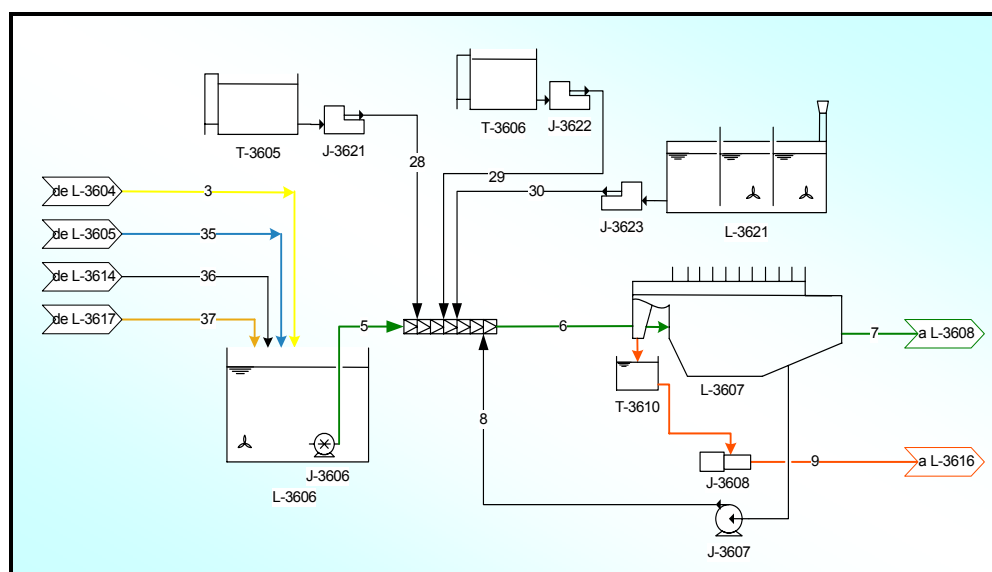 T-3605
J-3621
T-3606
J-3622
28
29
30
J-3623
L-3621
de L-3604
3
de L-3605
35
de L-3614
36
de L-3617
37
5
6
7
a L-3608
L-3607
T-3610
8
J-3606
L-3606
J-3608
9
a L-3616
J-3607